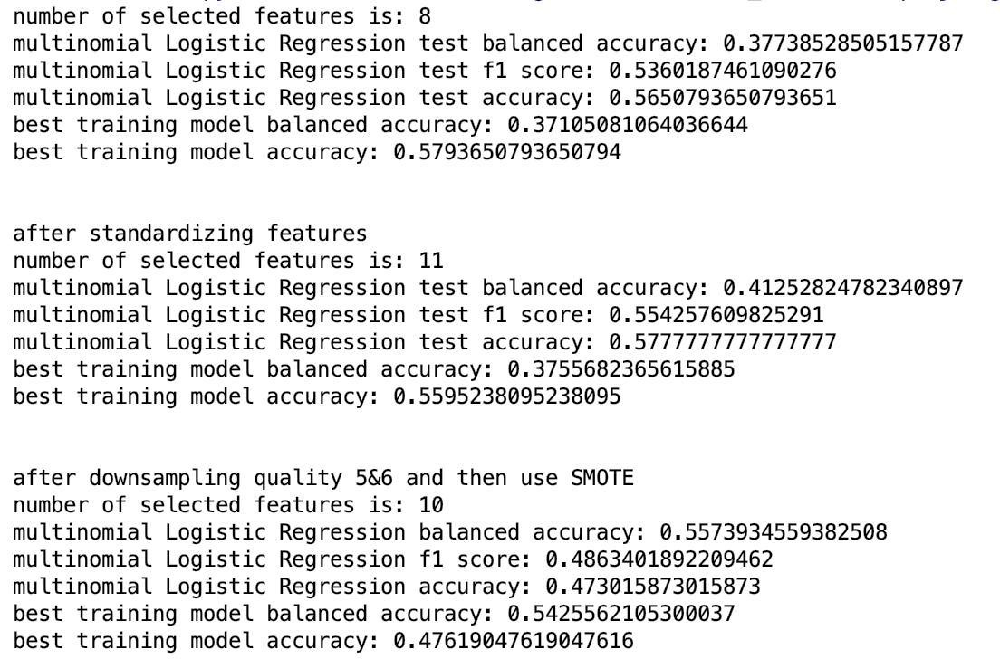 number of selected features is: 8
multinomial Logistic Regression test balanced accuracy: 0.37738528505157787
multinomial Logistic Regression test f1 score: 0.5360187461090276
multinomial Logistic Regression test accuracy: 0.5650793650793651
best training model balanced accuracy: 0.37105081064036644
best training model accuracy: 0.5793650793650794
after standardizing features
number of selected features is: 11
multinomial Logistic Regression test balanced accuracy: 0.41252824782340897
multinomial Logistic Regression test f1 score: 0.554257609825291
multinomial Logistic Regression test accuracy: 0.5777777777777777
best training model balanced accuracy: 0.3755682365615885
best training model accuracy: 0.5595238095238095
after downsampling quality 5&6 and then use SMOTE
number of selected features is: 10
multinomial Logistic Regression balanced accuracy: 0.5573934559382508
multinomial Logistic Regression f1 score: 0.4863401892209462
multinomial Logistic Regression accuracy: 0.473015873015873
best training model balanced accuracy: 0.5425562105300037
best training model accuracy: 0.47619047619047616